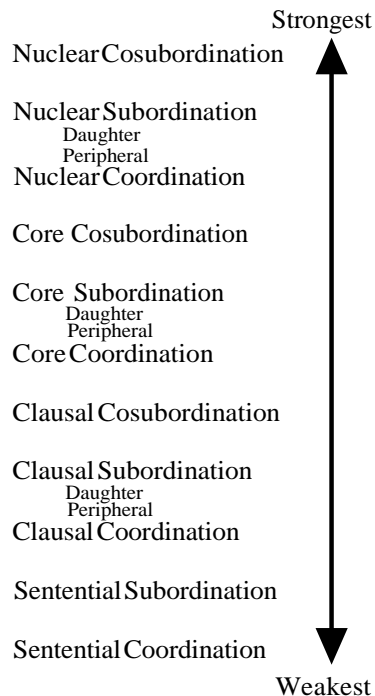 Strongest
Nuclear Cosubordination
Nuclear Subordination
Daughter
Peripheral
Nuclear Coordination
Core Cosubordination
Core Subordination
Daughter
Peripheral
Core Coordination
Clausal Cosubordination
Clausal Subordination
Daughter
Peripheral
Clausal Coordination
Sentential Subordination
Sentential Coordination
Weakest